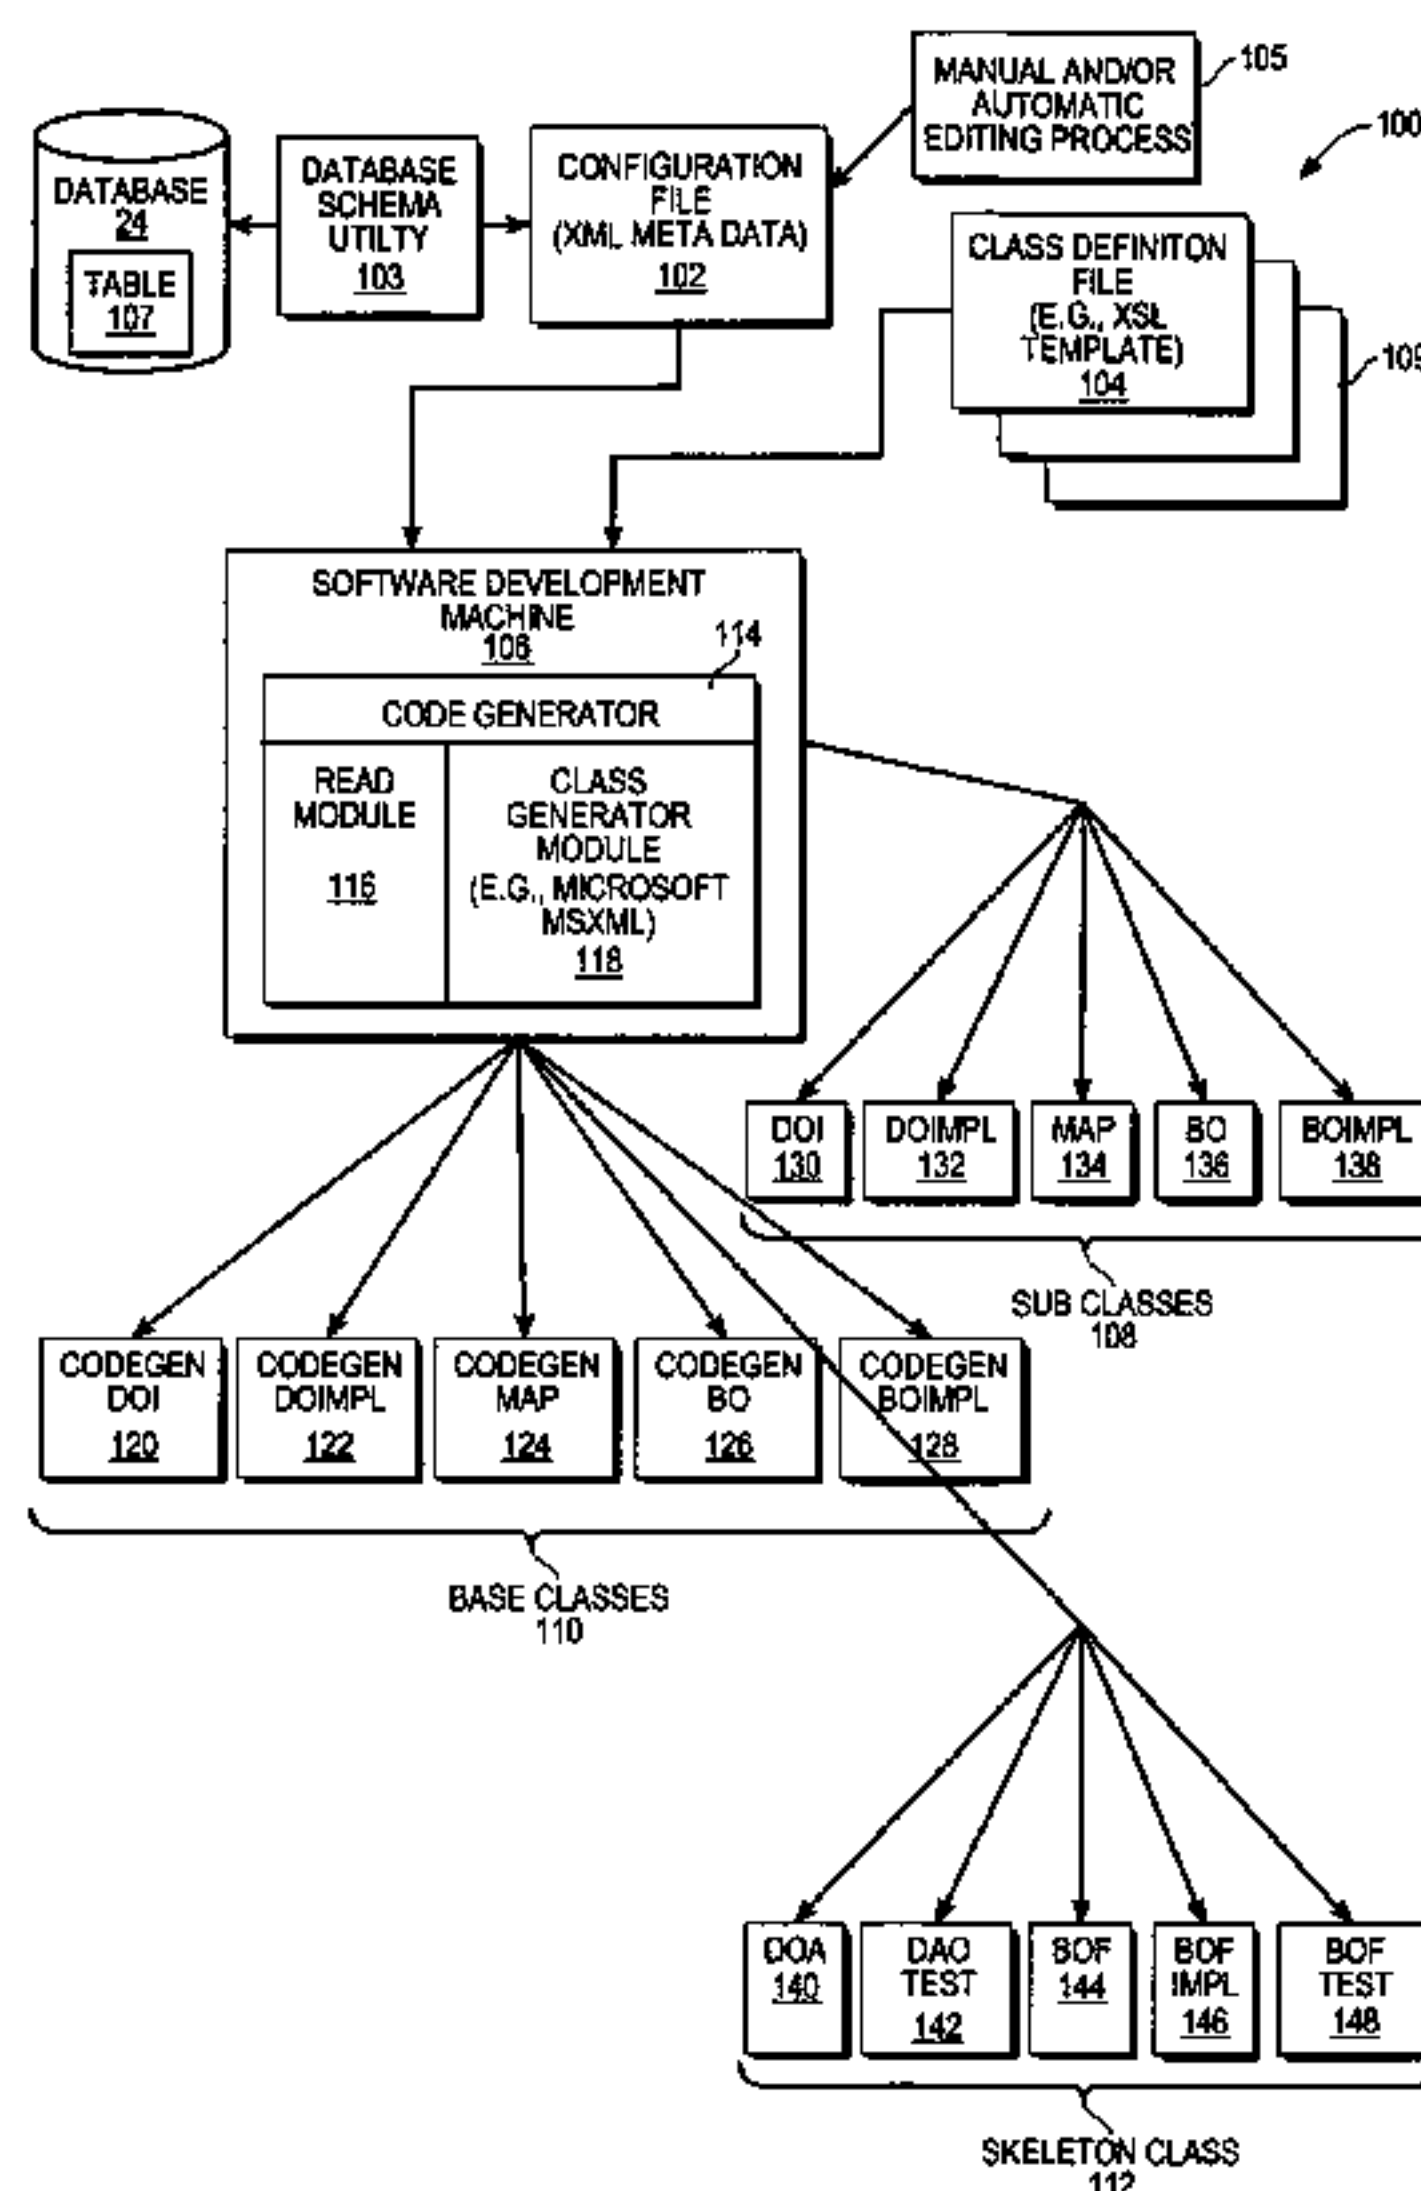 MANUAL AND/OR
AUTOMATIC
EDITING PROCESS
105
100
DATABASE
24
TABLE
107
DATABASE
SCHEMA
UTILTY
103
CONFIGURATION
FILE
(XML META DATA)
102
CLASS DEFINITON
FILE
(E.G., XSL
TEMPLATE)
104
109
SOFTWARE DEVELOPMENT
MACHINE
106
114
CODE GENERATOR
READ
MODULE
116
CLASS
GENERATOR
MODULE
(E.G., MICROSOFT
MSXML)
118
DOI
130
DOIMPL
132
MAP
134
BO
136
BOIMPL
138
SUB CLASSES
108
CODEGEN
DOI
120
CODEGEN
DOIMPL
122
CODEGEN
MAP
124
CODEGEN
BO
126
CODEGEN
BOIMPL
128
BASE CLASSES
110
DOA
140
DAO
TEST
142
BOF
144
BOF
IMPL
146
BOF
TEST
148
SKELETON CLASS
112